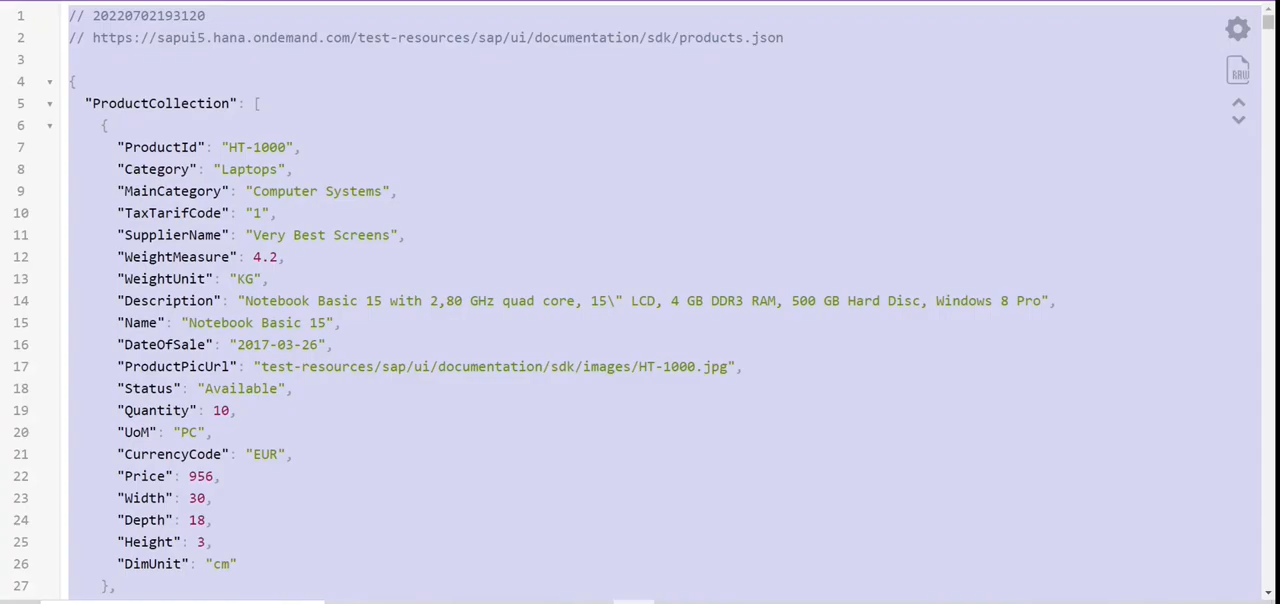 1 // 20220702193120
2 // https://sapui5.hana.ondemand.com/test-resources/sap/ui/documentation/sdk/products.json
3
4 {
5 "ProductCollection": [
6 {
7 "ProductId": "HT-1000",
8 "Category": "Laptops",
9 "MainCategory": "Computer Systems",
10 "TaxTarifCode": "1",
11 "SupplierName": "Very Best Screens",
12 "WeightMeasure": 4.2,
13 "WeightUnit": "KG",
14 "Description": "Notebook Basic 15 with 2,80 GHz quad core, 15\" LCD, 4 GB DDR3 RAM, 500 GB Hard Disc, Windows 8 Pro",
15 "Name": "Notebook Basic 15",
16 "DateOfSale": "2017-03-26",
17 "ProductPicUrl": "test-resources/sap/ui/documentation/sdk/images/HT-1000.jpg",
18 "Status": "Available",
19 "Quantity": 10,
20 "UoM": "PC",
21 "CurrencyCode": "EUR",
22 "Price": 956,
23 "Width": 30,
24 "Depth": 18,
25 "Height": 3,
26 "DimUnit": "cm"
27 },
RAW